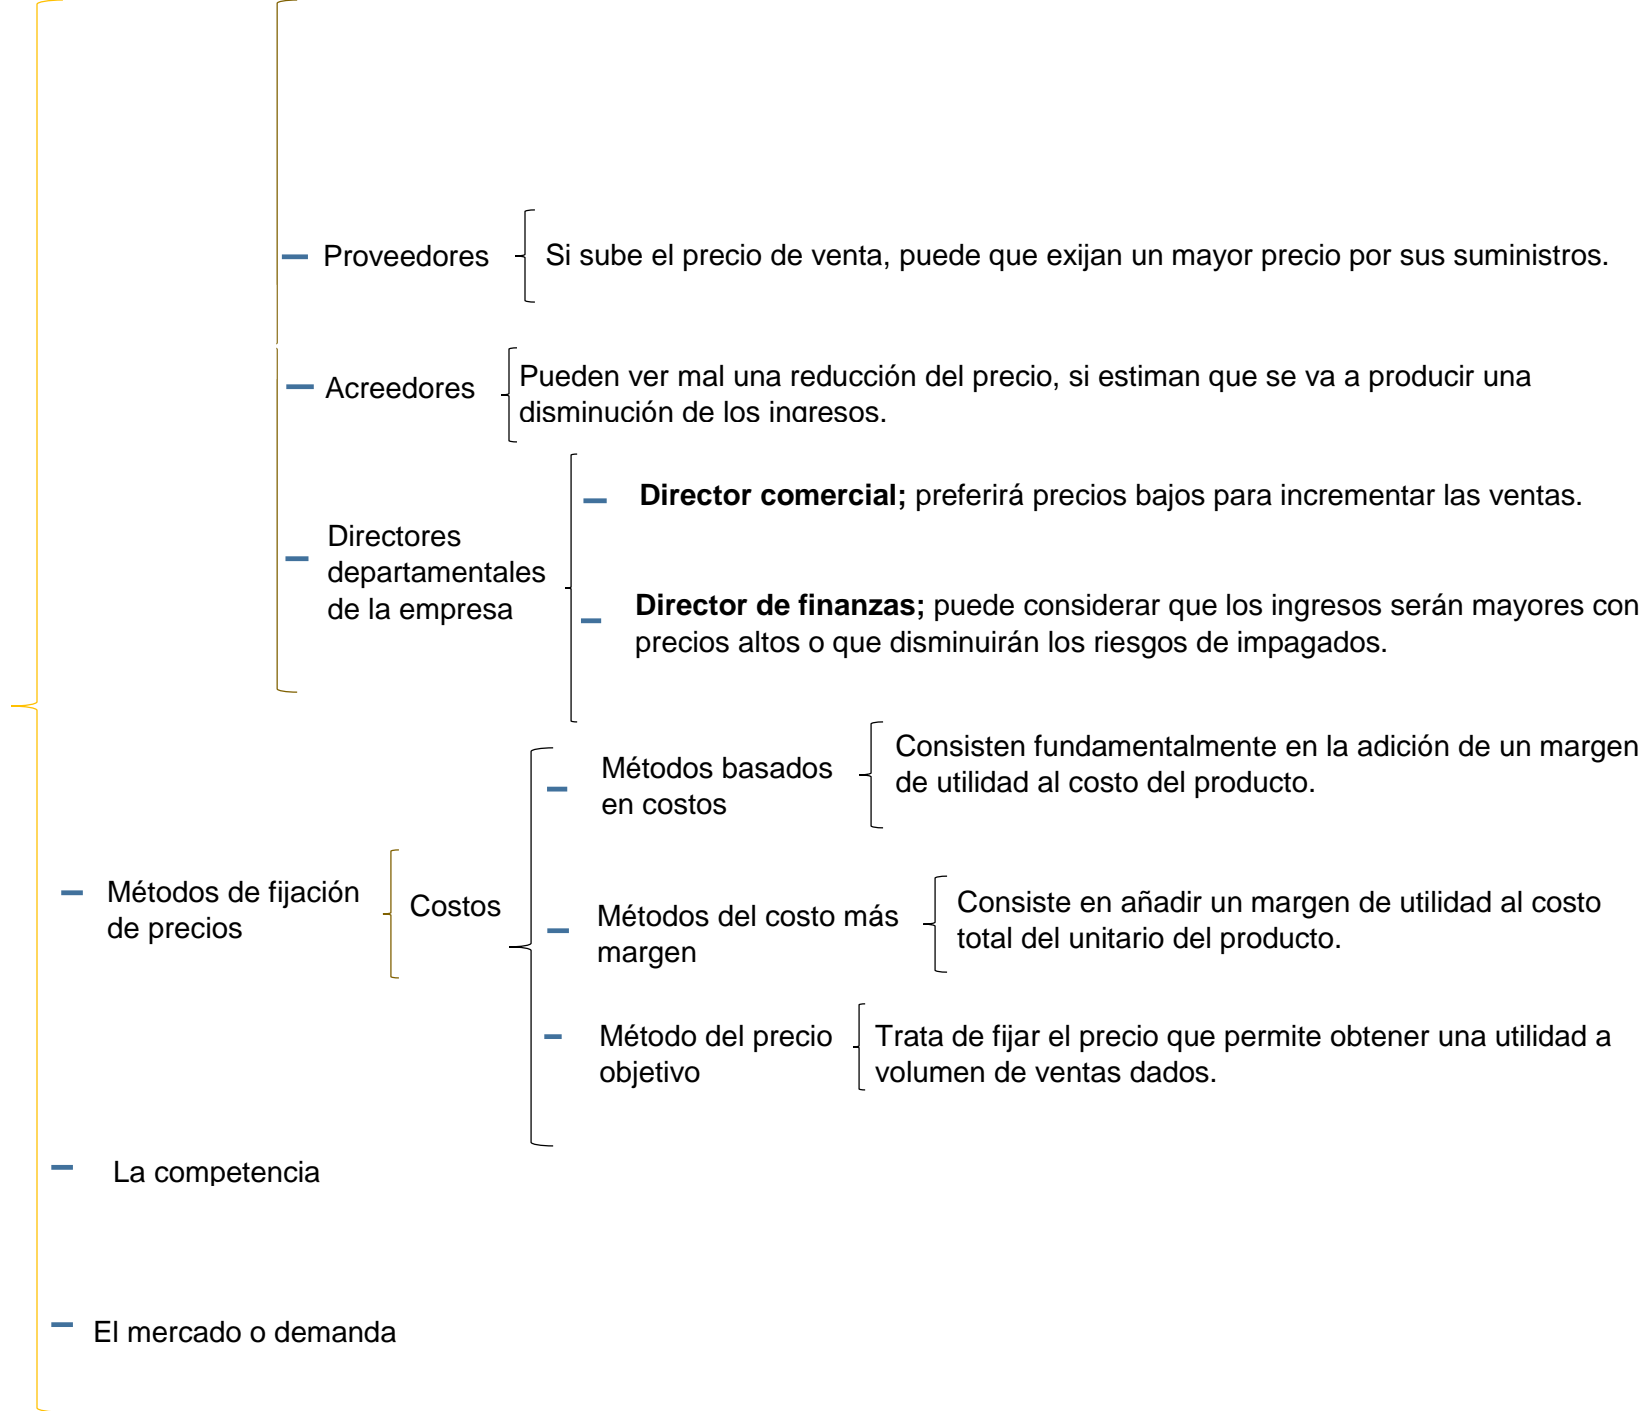 Proveedores
Si sube el precio de venta, puede que exijan un mayor precio por sus suministros.
Acreedores
Pueden ver mal una reducción del precio, si estiman que se va a producir una
disminución de los ingresos.
Directores
departamentales
de la empresa
Director comercial; preferirá precios bajos para incrementar las ventas.
Director de finanzas; puede considerar que los ingresos serán mayores con
precios altos o que disminuirán los riesgos de impagados.
Métodos de fijación
de precios
Costos
Métodos basados
en costos
Consisten fundamentalmente en la adición de un margen
de utilidad al costo del producto.
Métodos del costo más
margen
Consiste en añadir un margen de utilidad al costo
total del unitario del producto.
Método del precio
objetivo
Trata de fijar el precio que permite obtener una utilidad a
volumen de ventas dados.
La competencia
El mercado o demanda